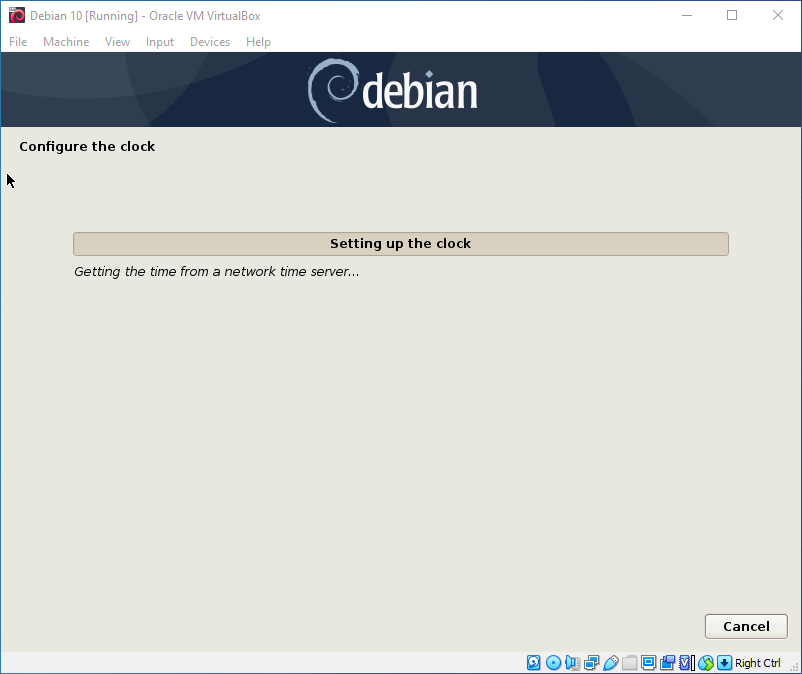 Debian 10 [Running] - Oracle VM VirtualBox
File Machine View Input Devices Help
debian
Configure the clock
Setting up the clock
Getting the time from a network time server...
Cancel
Right Ctrl